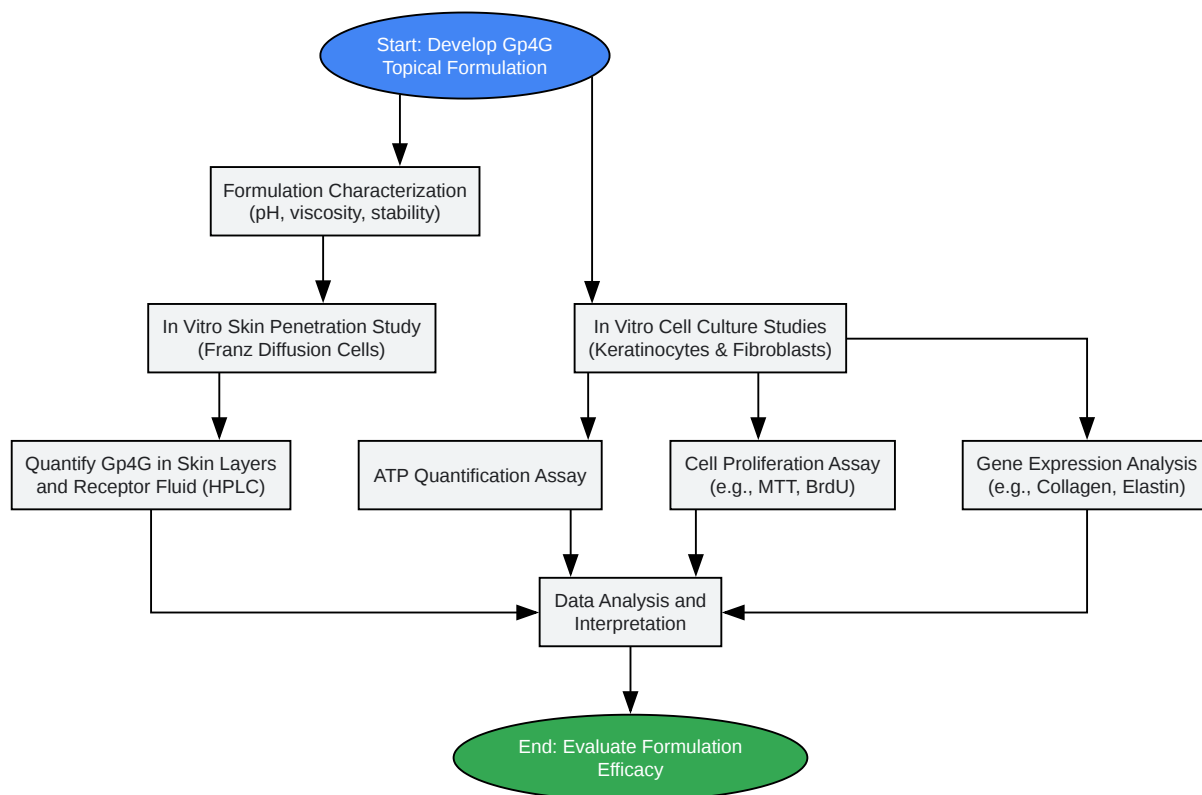 Start: Develop Gp4G
Topical Formulation
Formulation Characterization
(pH, viscosity, stability)
In Vitro Skin Penetration Study
(Franz Diffusion Cells)
In Vitro Cell Culture Studies
(Keratinocytes & Fibroblasts)
Quantify Gp4G in Skin Layers
and Receptor Fluid (HPLC)
ATP Quantification Assay
Cell Proliferation Assay
(e.g., MTT, BrdU)
Gene Expression Analysis
(e.g., Collagen, Elastin)
Data Analysis and
Interpretation
End: Evaluate Formulation
Efficacy